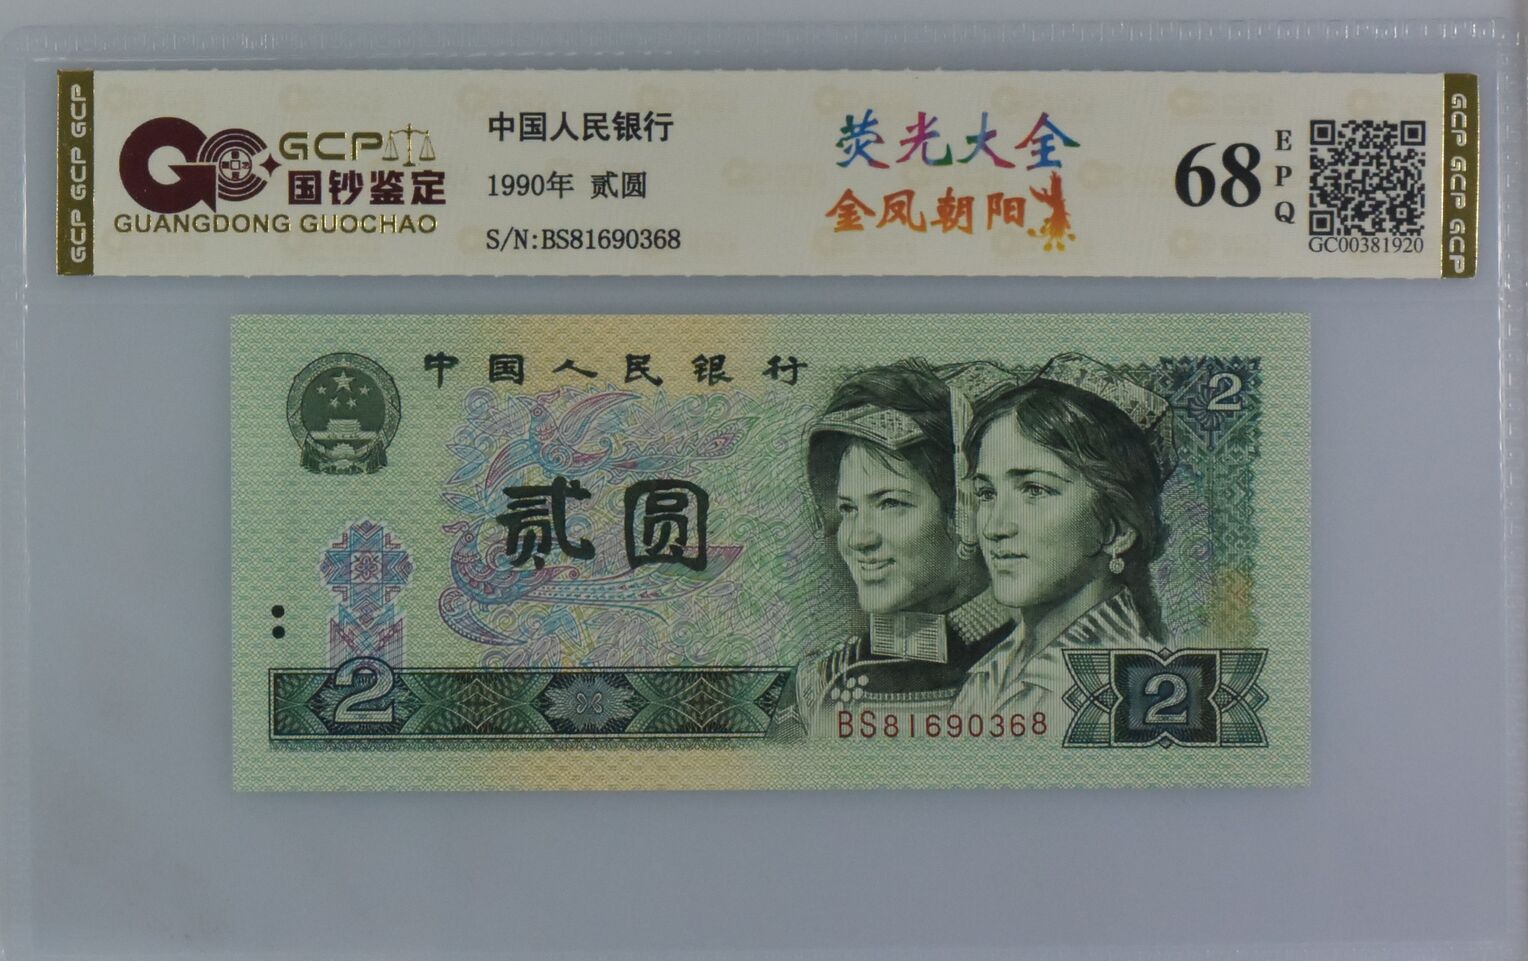 GCP GCP GCP
GCP
国钞鉴定
GUANGDONG GUOCHAO
中国人民银行
1990年 贰圆
S/N:BS81690368
荧光大全
金凤朝阳
68
EPQ
GC00381920
GCP GCP GCP
中国人民银行
2
贰圆
2
BS81690368
2